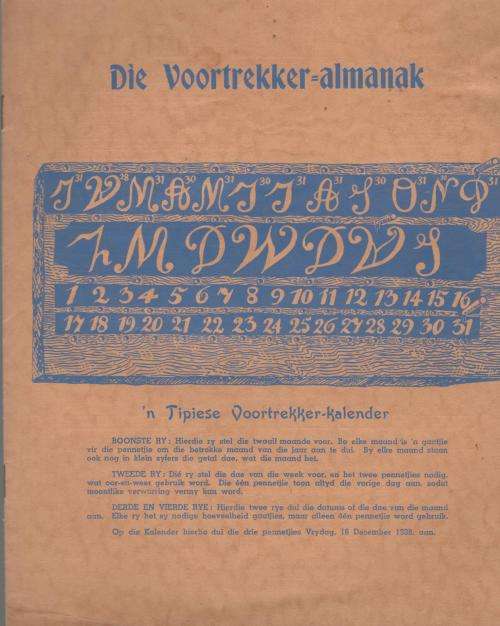 Die Voortrekker=almanak
J V M A M J J A S O N D
Z M D W D V S
1 2 3 4 5 6 7 8 9 10 11 12 13 14 15 16
17 18 19 20 21 22 23 24 25 26 27 28 29 30 31
'n Tipiese Voortrekker-kalender
BOONSTE RY: Hierdie ry stel die twaalf maande voor. Bo elke maand is 'n gaatjie
vir die pennetjie om die betrokke maand van die jaar aan te dui. By elke maand staan
ook nog in klein syfers die getal dae, wat die maand het.
TWEEDE RY: Dié ry stel die dae van die week voor, en het twee pennetjies nodig,
wat oor-en-weer gebruik word. Die één pennetjie toon altyd die vorige dag aan, sodat
moontlike verwarring vermy kan word.
DERDE EN VIERDE RYE: Hierdie twee rye dui die datums of die dae van die maand
aan. Elke ry het sy nodige hoeveelheid gaatjies, maar alleen één pennetjie word gebruik.
Op die Kalender hierbo dui die drie pennetjies Vrydag, 16 Desember 1938, aan.